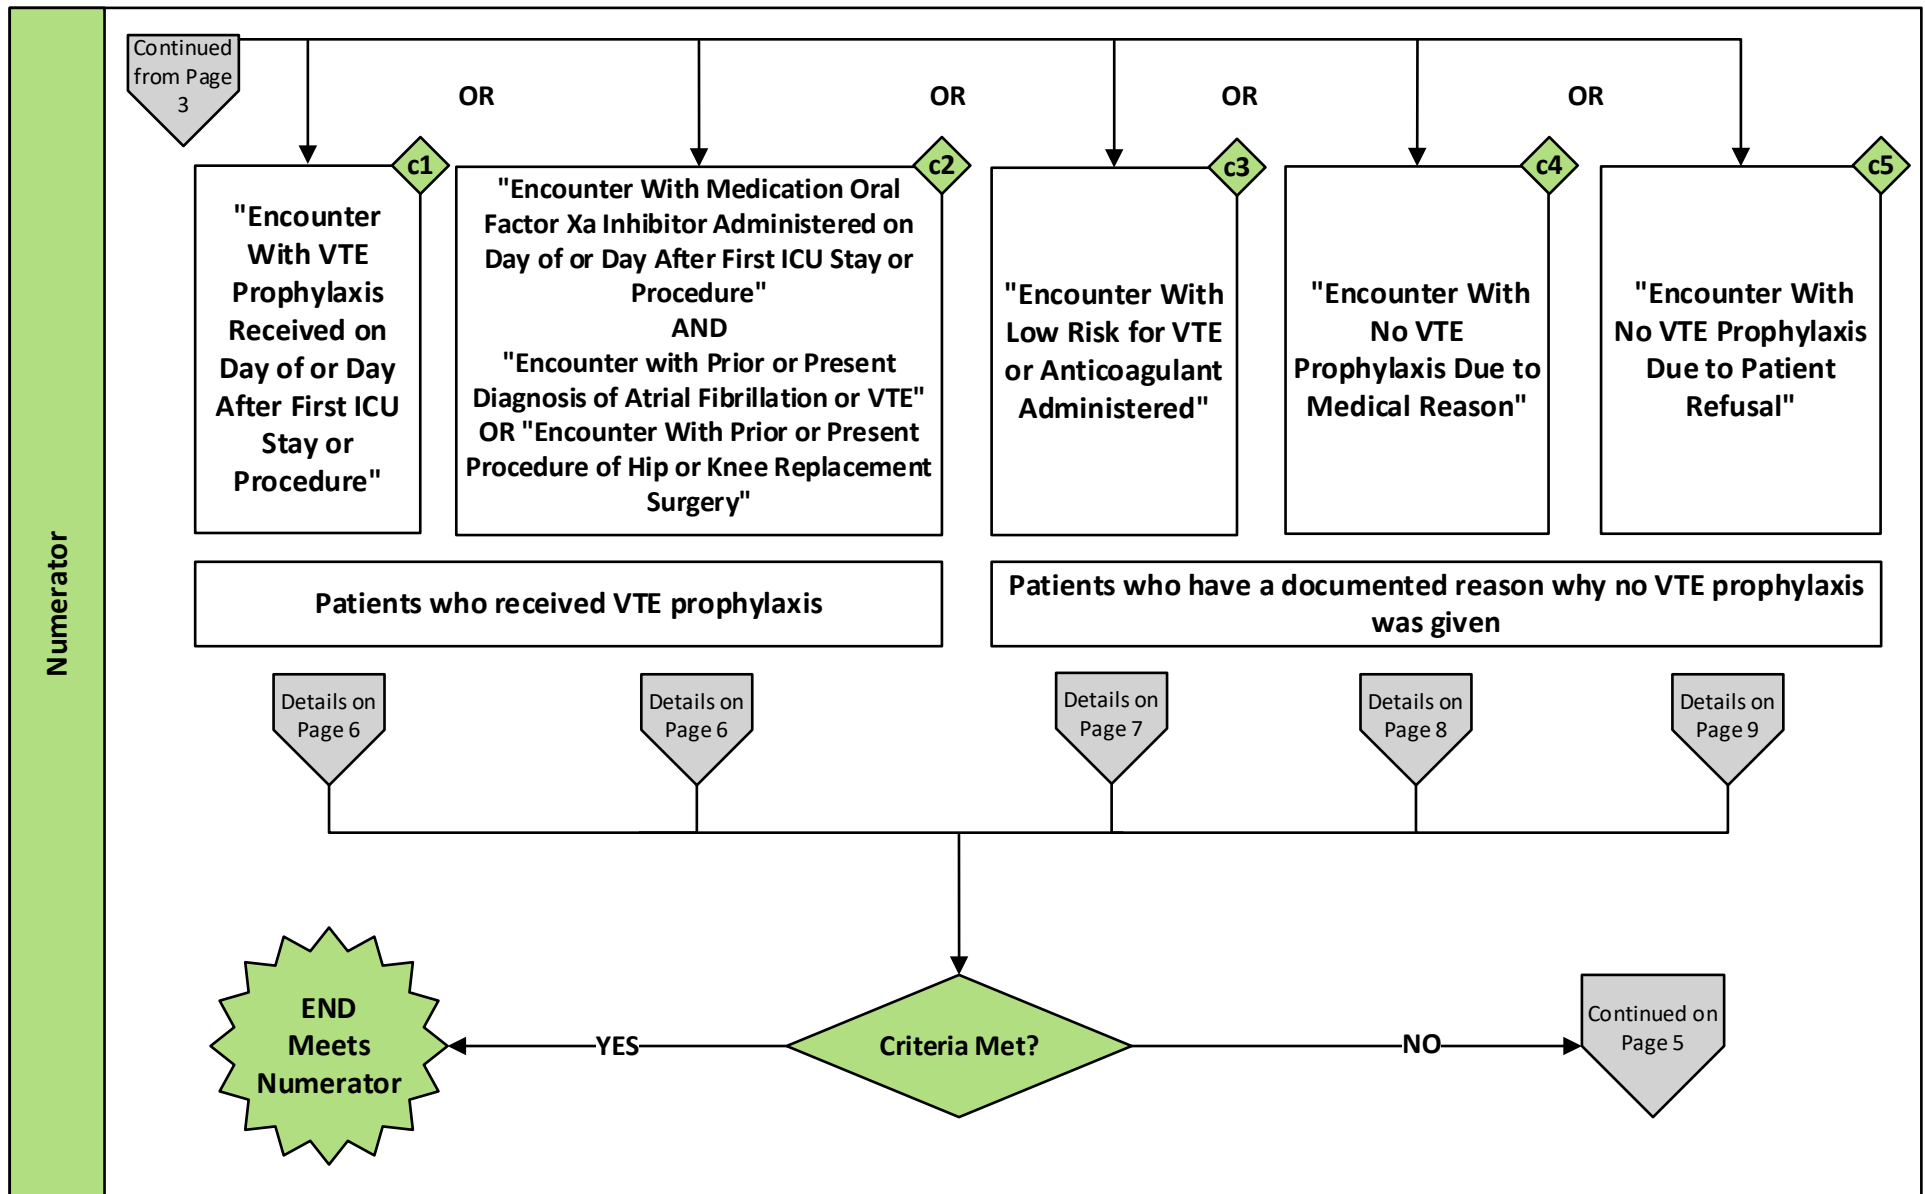 Numerator
Continued
from Page
3
OR
OR
OR
OR
c1
"Encounter
With VTE
Prophylaxis
Received on
Day of or Day
After First ICU
Stay or
Procedure"
c2
"Encounter With Medication Oral
Factor Xa Inhibitor Administered on
Day of or Day After First ICU Stay or
Procedure"
AND
"Encounter with Prior or Present
Diagnosis of Atrial Fibrillation or VTE"
OR "Encounter With Prior or Present
Procedure of Hip or Knee Replacement
Surgery"
c3
"Encounter With
Low Risk for VTE
or Anticoagulant
Administered"
c4
"Encounter With
No VTE
Prophylaxis Due to
Medical Reason"
c5
"Encounter With
No VTE Prophylaxis
Due to Patient
Refusal"
Patients who received VTE prophylaxis
Patients who have a documented reason why no VTE prophylaxis
was given
Details on
Page 6
Details on
Page 6
Details on
Page 7
Details on
Page 8
Details on
Page 9
END
Meets
Numerator
YES
Criteria Met?
NO
Continued on
Page 5